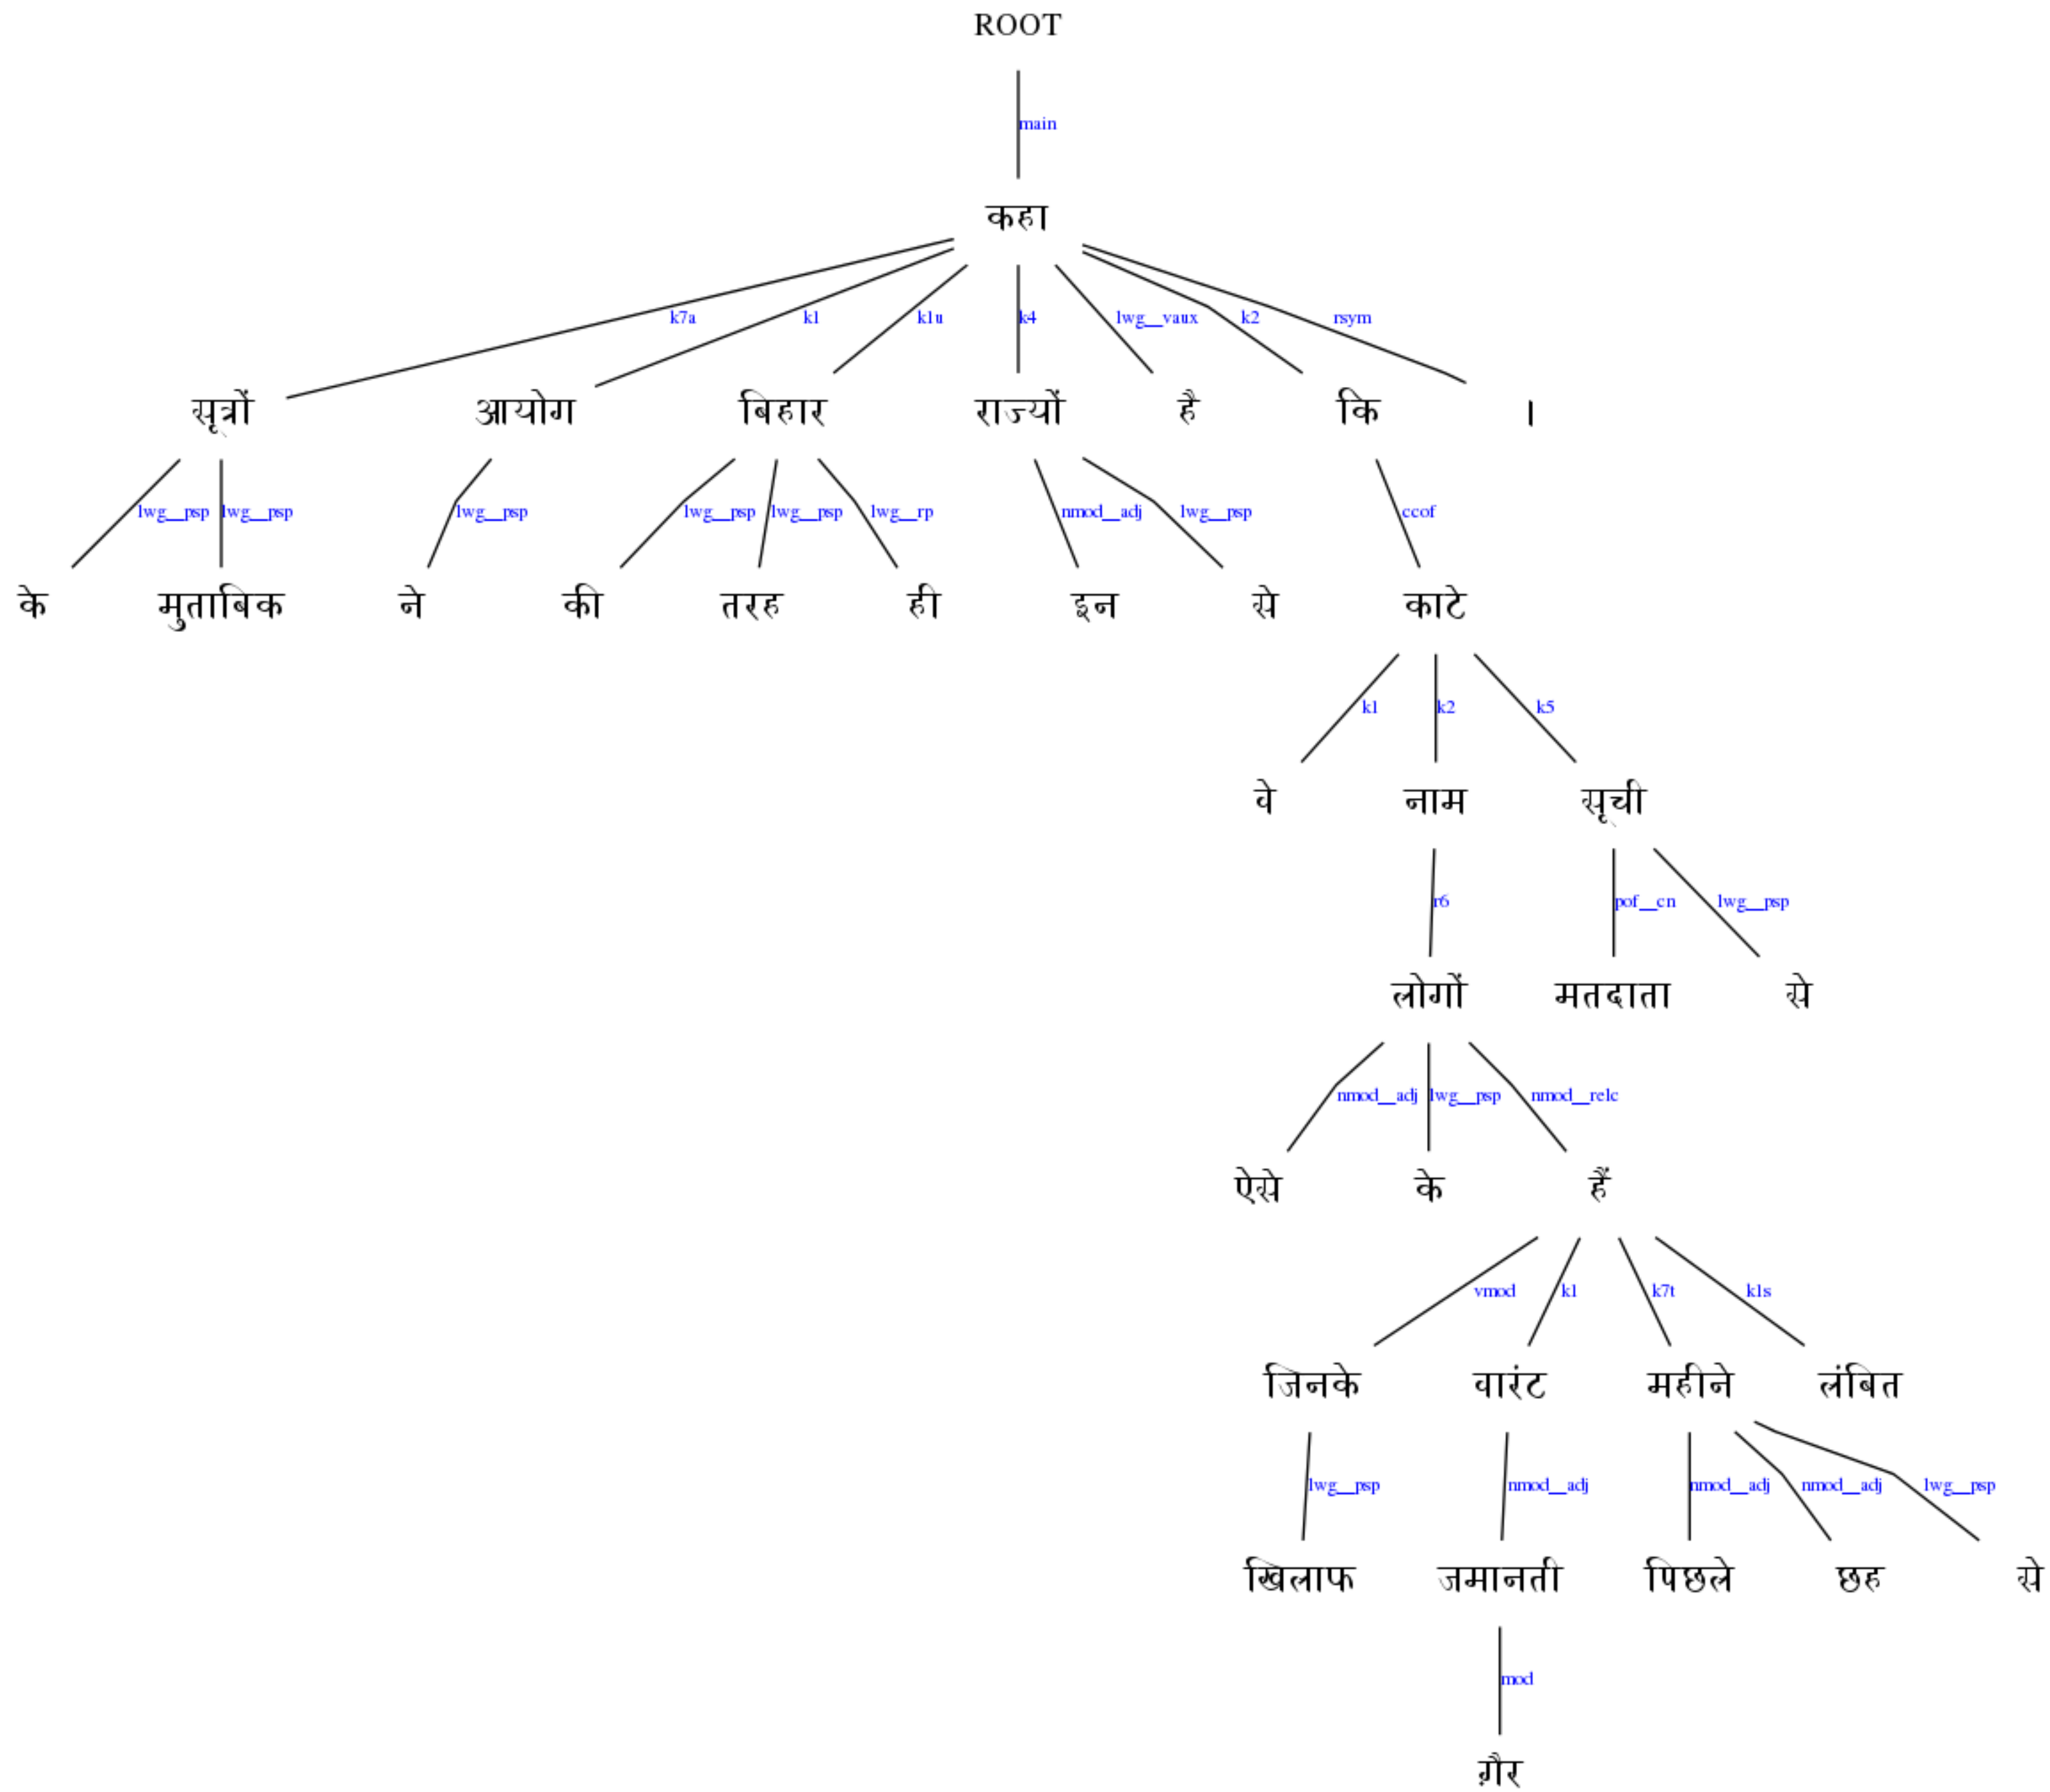 ROOT
main
कहा
k7a k1 k1u k4 lwg__vaux k2 rsym
सूत्रों आयोग बिहार राज्यों है कि ।
lwg__psp lwg__psp lwg__psp lwg__psp lwg__psp lwg__rp nmod__adj lwg__psp ccof
के मुताबिक ने की तरह ही इन से काटे
k1 k2 k5
वे नाम सूची
r6 pof__cn lwg__psp
लोगों मतदाता से
nmod__adj lwg__psp nmod__relc
ऐसे के हैं
vmod k1 k7t k1s
जिनके वारंट महीने लंबित
lwg__psp nmod__adj nmod__adj nmod__adj lwg__psp
खिलाफ जमानती पिछले छह से
mod
ग़ैर